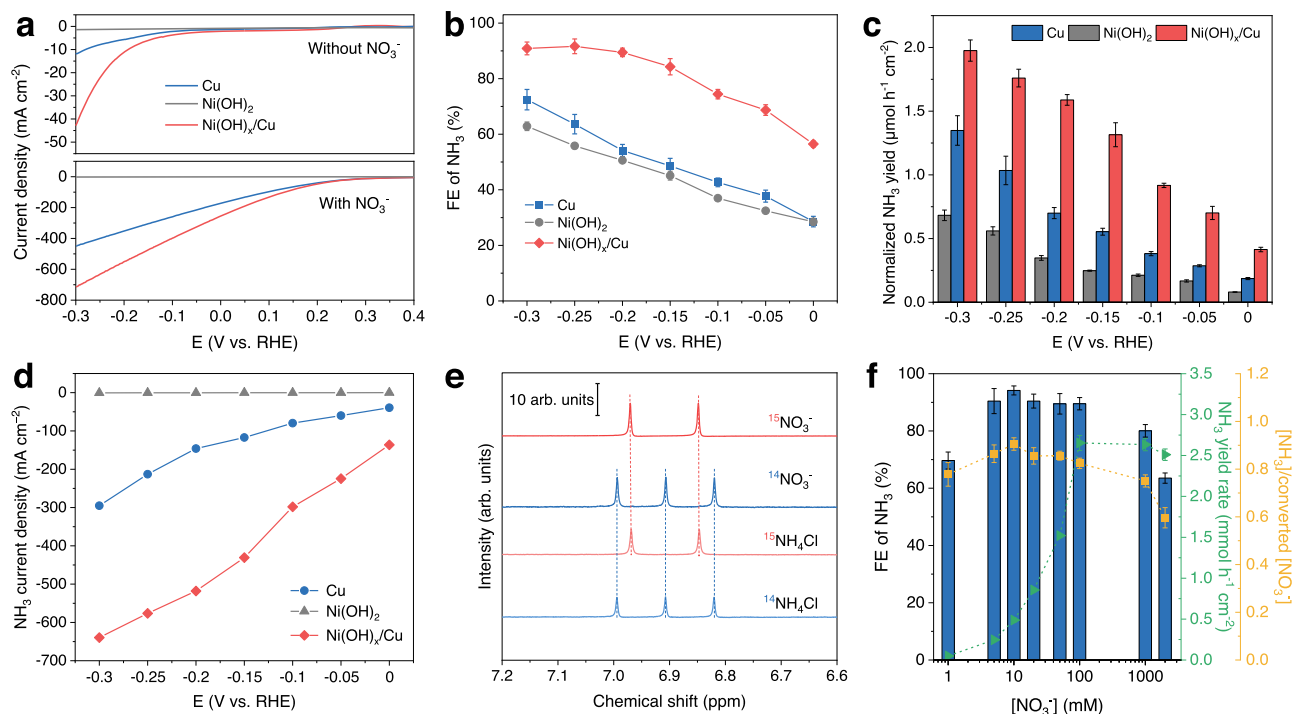 a
0
-10
-20
-30
-40
-50
Without NO₃⁻
Cu
Ni(OH)₂
Ni(OH)ₓ/Cu
0
-200
-400
-600
-800
With NO₃⁻
Current density (mA cm⁻²)
-0.3 -0.2 -0.1 0.0 0.1 0.2 0.3 0.4
E (V vs. RHE)
b
100
80
60
40
20
0
FE of NH₃ (%)
Cu
Ni(OH)₂
Ni(OH)ₓ/Cu
-0.3 -0.25 -0.2 -0.15 -0.1 -0.05 0
E (V vs. RHE)
c
Cu Ni(OH)₂ Ni(OH)ₓ/Cu
2.0
1.5
1.0
0.5
0.0
Normalized NH₃ yield (μmol h⁻¹ cm⁻²)
-0.3 -0.25 -0.2 -0.15 -0.1 -0.05 0
E (V vs. RHE)
d
0
-100
-200
-300
-400
-500
-600
-700
NH₃ current density (mA cm⁻²)
Cu
Ni(OH)₂
Ni(OH)ₓ/Cu
-0.3 -0.25 -0.2 -0.15 -0.1 -0.05 0
E (V vs. RHE)
e
10 arb. units
¹⁵NO₃⁻
¹⁴NO₃⁻
¹⁵NH₄Cl
¹⁴NH₄Cl
Intensity (arb. units)
7.2 7.1 7.0 6.9 6.8 6.7 6.6
Chemical shift (ppm)
f
100
80
60
40
20
0
FE of NH₃ (%)
3.5
3.0
2.5
2.0
1.5
1.0
0.5
0.0
NH₃ yield rate (mmol h⁻¹ cm⁻²)
1.2
1.0
0.8
0.6
0.4
0.2
0.0
[NH₃]/converted [NO₃⁻]
1 10 100 1000
[NO₃⁻] (mM)